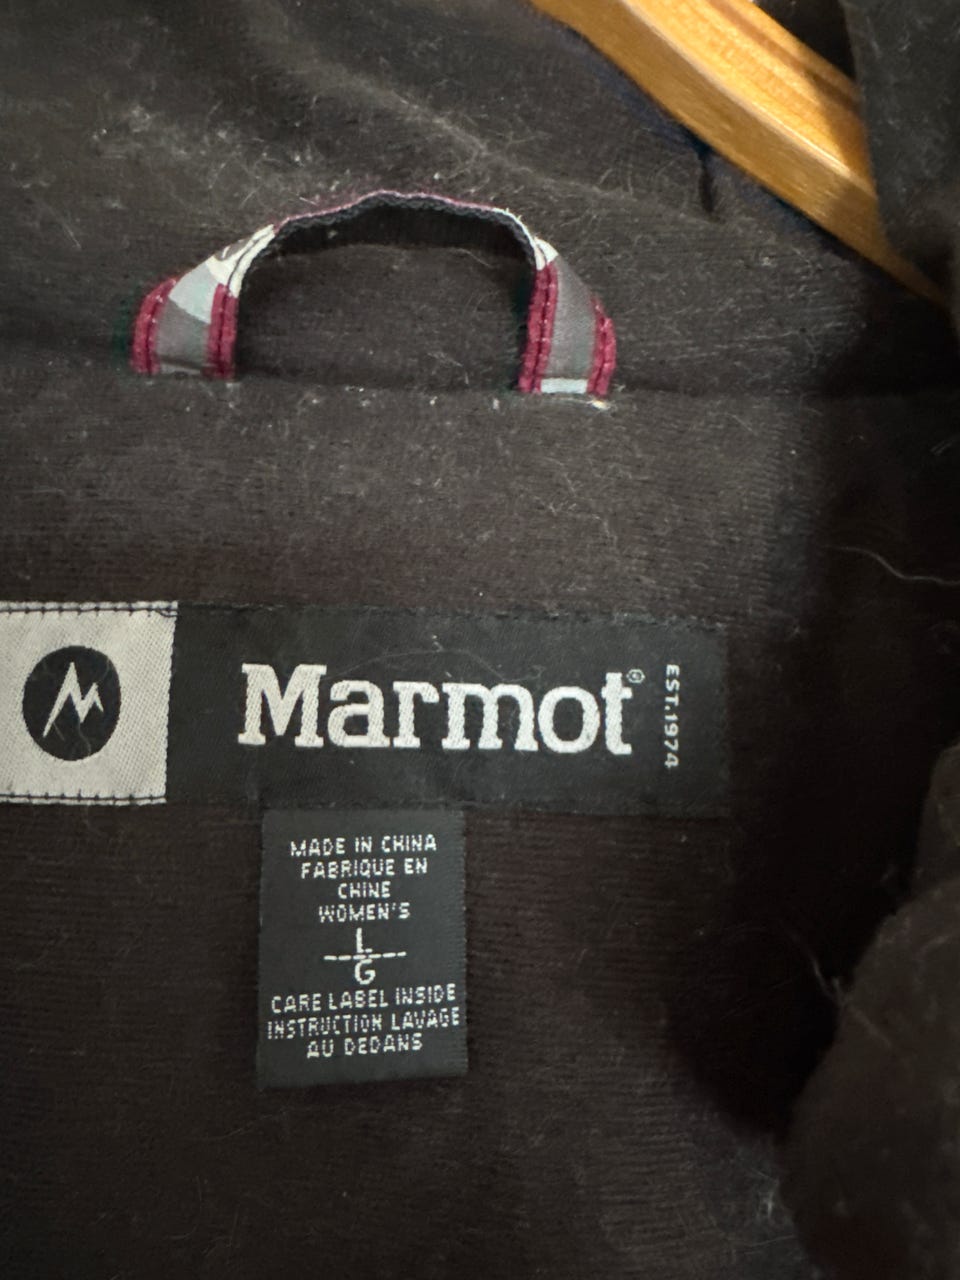 Marmot®
EST.1974
MADE IN CHINA
FABRIQUE EN
CHINE
WOMEN'S
L
G
CARE LABEL INSIDE
INSTRUCTION LAVAGE
AU DEDANS